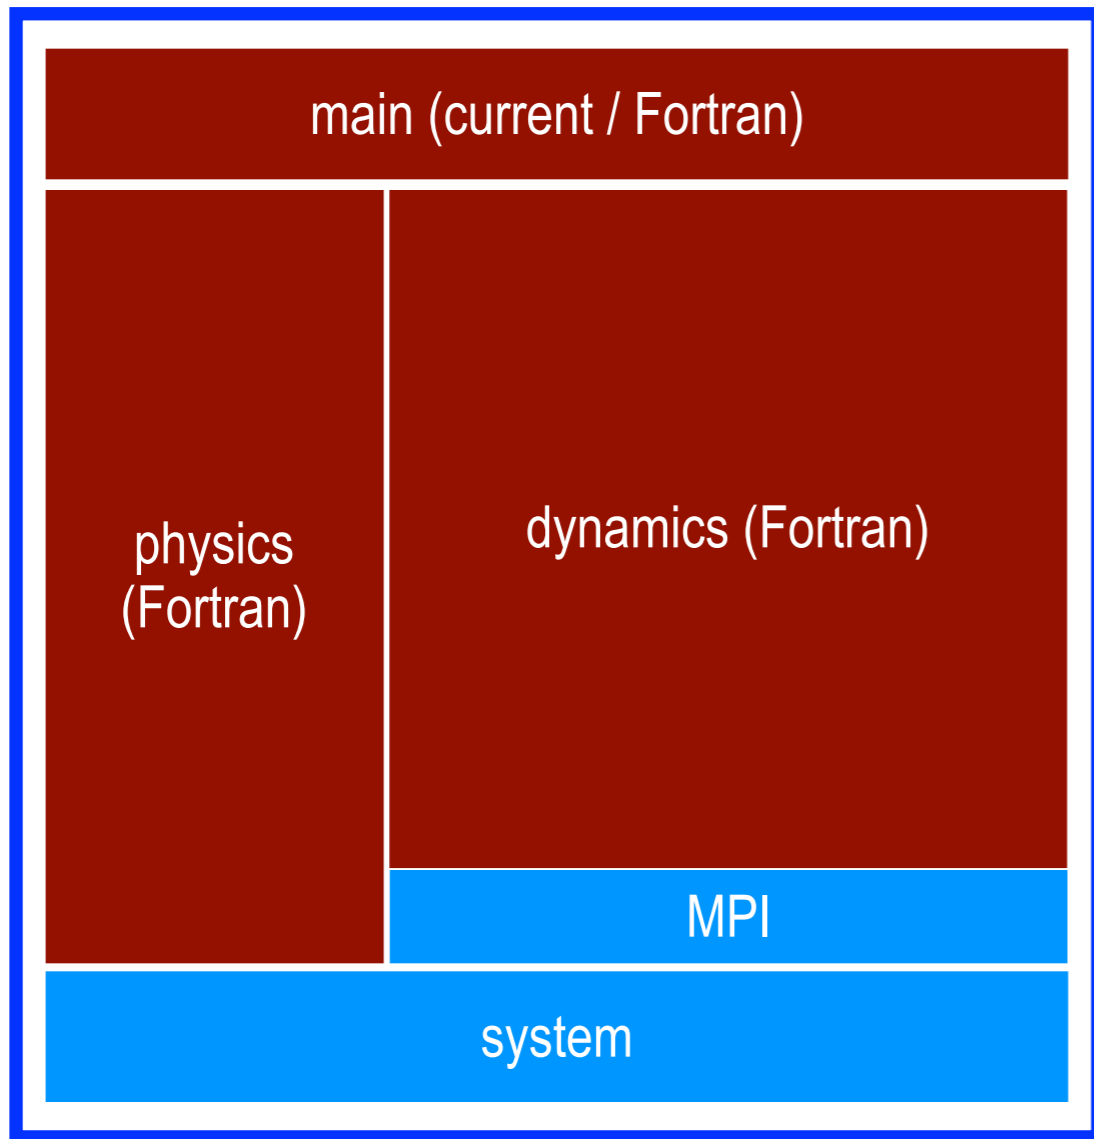 main (current / Fortran)
physics
(Fortran)
dynamics (Fortran)
MPI
system